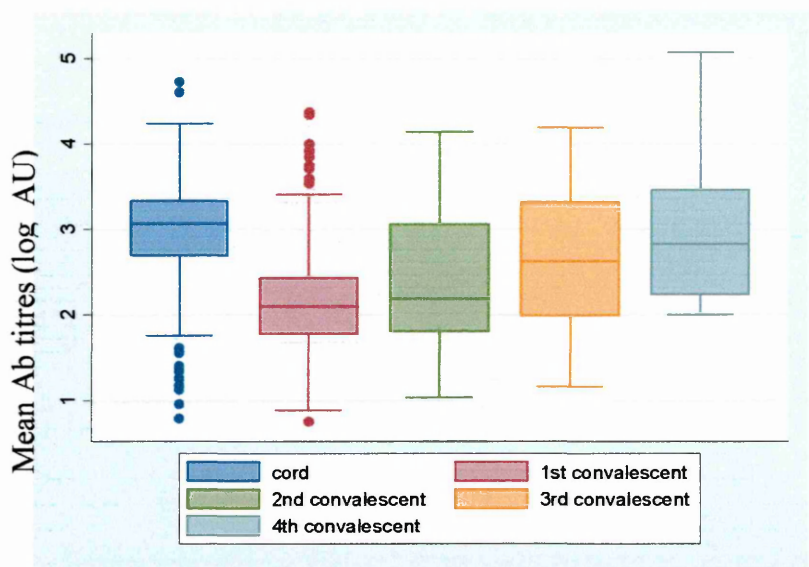 Mean Ab titres (log AU)
5
4
3
2
1
cord
1st convalescent
2nd convalescent
3rd convalescent
4th convalescent